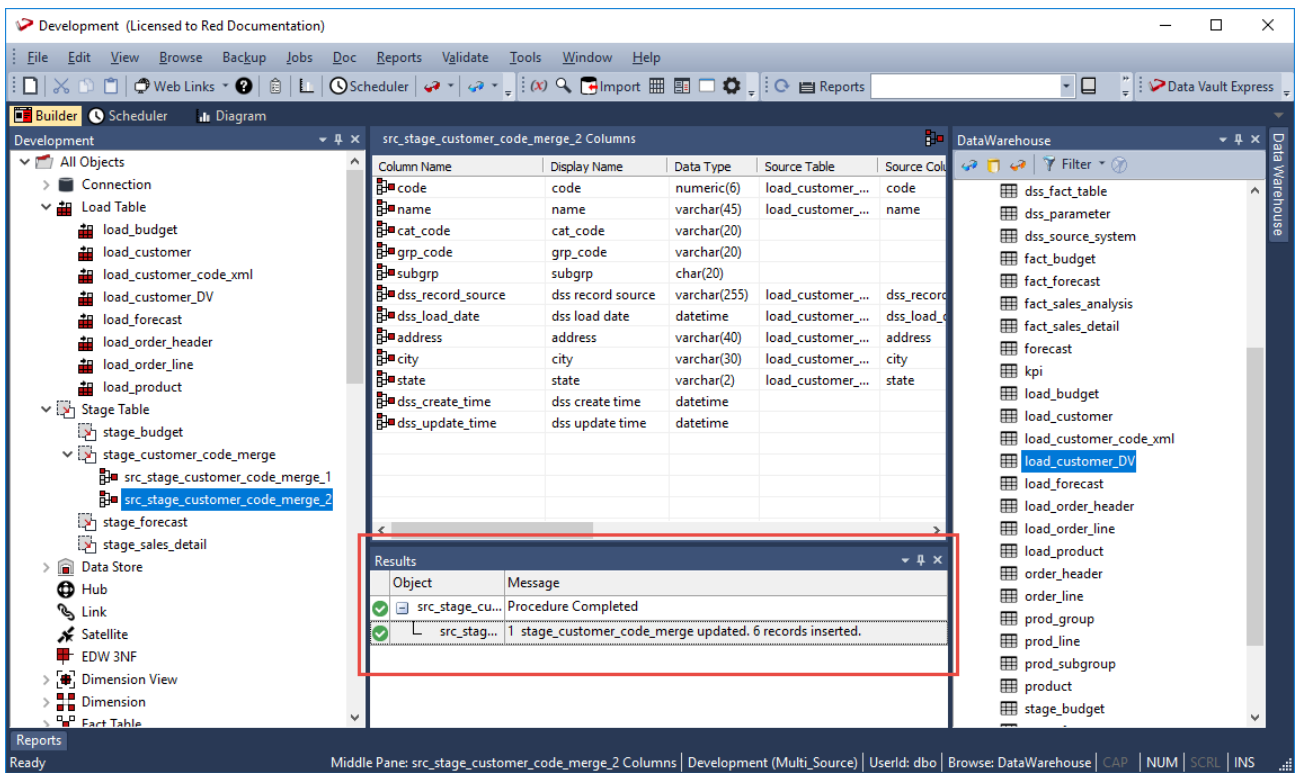 Development (Licensed to Red Documentation)
File Edit View Browse Backup Jobs Doc Reports Validate Tools Window Help
Web Links Scheduler (x) Import Reports Data Vault Express
Builder Scheduler Diagram
Development
All Objects
Connection
Load Table
load_budget
load_customer
load_customer_code_xml
load_customer_DV
load_forecast
load_order_header
load_order_line
load_product
Stage Table
stage_budget
stage_customer_code_merge
src_stage_customer_code_merge_1
src_stage_customer_code_merge_2
stage_forecast
stage_sales_detail
Data Store
Hub
Link
Satellite
EDW 3NF
Dimension View
Dimension
Fact Table
src_stage_customer_code_merge_2 Columns
Column Name Display Name Data Type Source Table Source Colu
code code numeric(6) load_customer_... code
name name varchar(45) load_customer_... name
cat_code cat_code varchar(20)
grp_code grp_code varchar(20)
subgrp subgrp char(20)
dss_record_source dss record source varchar(255) load_customer_... dss_record
dss_load_date dss load date datetime load_customer_... dss_load_d
address address varchar(40) load_customer_... address
city city varchar(30) load_customer_... city
state state varchar(2) load_customer_... state
dss_create_time dss create time datetime
dss_update_time dss update time datetime
Results
Object Message
src_stage_cu... Procedure Completed
src_stag... 1 stage_customer_code_merge updated. 6 records inserted.
DataWarehouse
Filter
dss_fact_table
dss_parameter
dss_source_system
fact_budget
fact_forecast
fact_sales_analysis
fact_sales_detail
forecast
kpi
load_budget
load_customer
load_customer_code_xml
load_customer_DV
load_forecast
load_order_header
load_order_line
load_product
order_header
order_line
prod_group
prod_line
prod_subgroup
product
stage_budget
Data Warehouse
Reports
Ready Middle Pane: src_stage_customer_code_merge_2 Columns Development (Multi_Source) UserId: dbo Browse: DataWarehouse CAP NUM SCRL INS